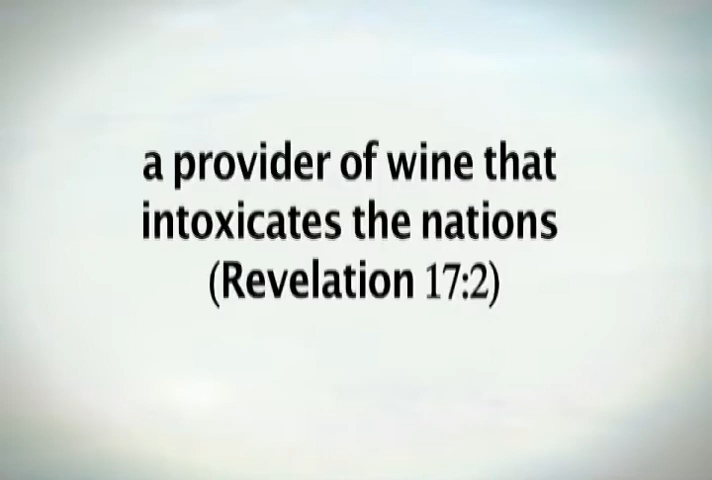 a provider of wine that
intoxicates the nations
(Revelation 17:2)